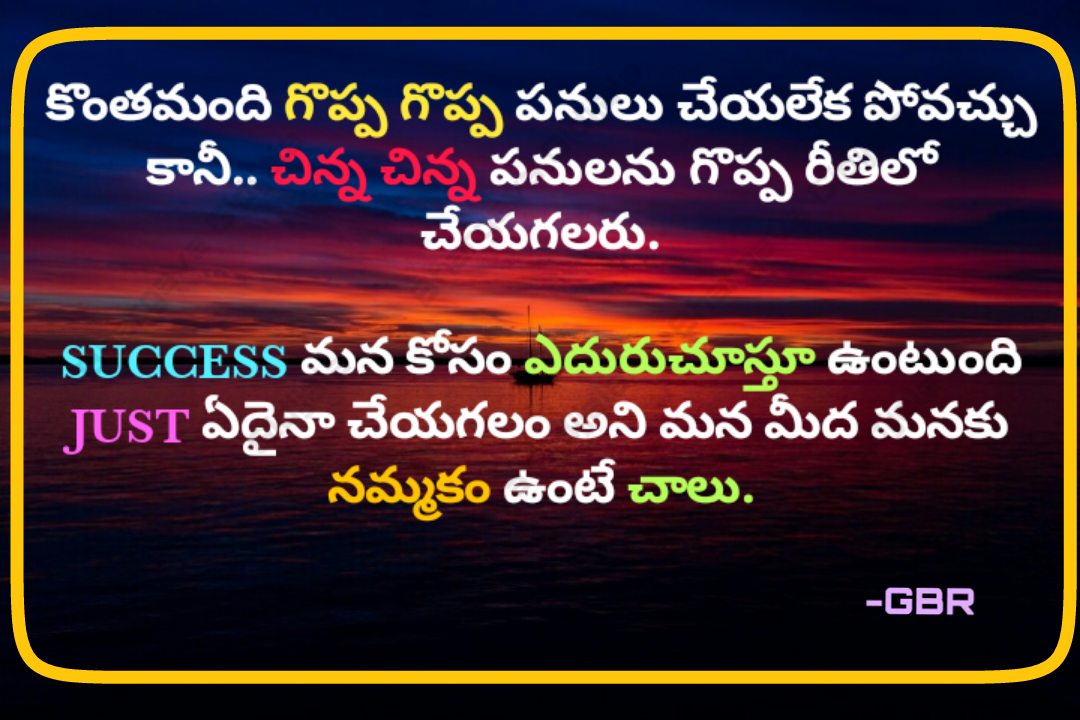 కొంతమంది గొప్ప గొప్ప పనులు చేయలేక పోవచ్చు
కానీ.. చిన్న చిన్న పనులను గొప్ప రీతిలో
చేయగలరు.
SUCCESS మన కోసం ఎదురుచూస్తూ ఉంటుంది
JUST ఏదైనా చేయగలం అని మన మీద మనకు
నమ్మకం ఉంటే చాలు.
-GBR